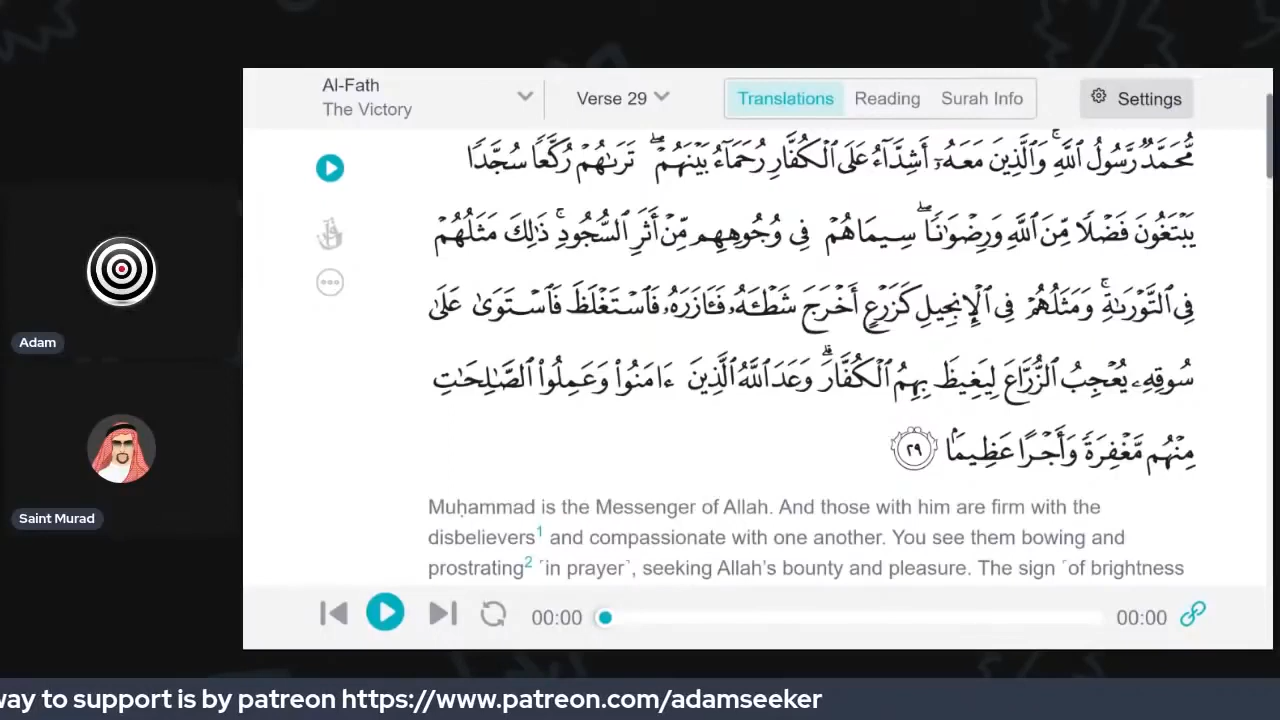 Al-Fath
The Victory
Verse 29
Translations
Reading
Surah Info
Settings
مُّحَمَّدٌ رَّسُولُ ٱللَّهِ ۚ وَٱلَّذِينَ مَعَهُۥٓ أَشِدَّآءُ عَلَى ٱلْكُفَّارِ رُحَمَآءُ بَيْنَهُمْ ۖ تَرَىٰهُمْ رُكَّعًا سُجَّدًا
يَبْتَغُونَ فَضْلًا مِّنَ ٱللَّهِ وَرِضْوَٰنًا ۖ سِيمَاهُمْ فِى وُجُوهِهِم مِّنْ أَثَرِ ٱلسُّجُودِ ۚ ذَٰلِكَ مَثَلُهُمْ
فِى ٱلتَّوْرَىٰةِ ۚ وَمَثَلُهُمْ فِى ٱلْإِنجِيلِ كَزَرْعٍ أَخْرَجَ شَطْـَٔهُۥ فَـَٔازَرَهُۥ فَٱسْتَغْلَظَ فَٱسْتَوَىٰ عَلَىٰ
سُوقِهِۦ يُعْجِبُ ٱلزُّرَّاعَ لِيَغِيظَ بِهِمُ ٱلْكُفَّارَ ۗ وَعَدَ ٱللَّهُ ٱلَّذِينَ ءَامَنُوا۟ وَعَمِلُوا۟ ٱلصَّـٰلِحَـٰتِ
مِنْهُم مَّغْفِرَةً وَأَجْرًا عَظِيمًۢا ٢٩
Muḥammad is the Messenger of Allah. And those with him are firm with the
disbelievers1 and compassionate with one another. You see them bowing and
prostrating2 ˹in prayer˺, seeking Allah's bounty and pleasure. The sign ˹of brightness
Adam
Saint Murad
00:00
00:00
way to support is by patreon https://www.patreon.com/adamseeker